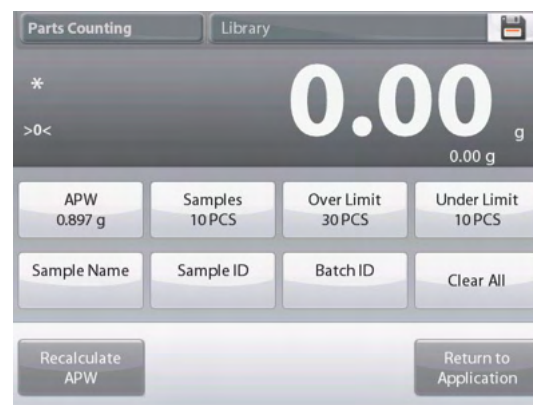 Parts Counting
Library
*
>0<
0.00 g
0.00 g
APW
0.897 g
Samples
10 PCS
Over Limit
30 PCS
Under Limit
10 PCS
Sample Name
Sample ID
Batch ID
Clear All
Recalculate
APW
Return to
Application